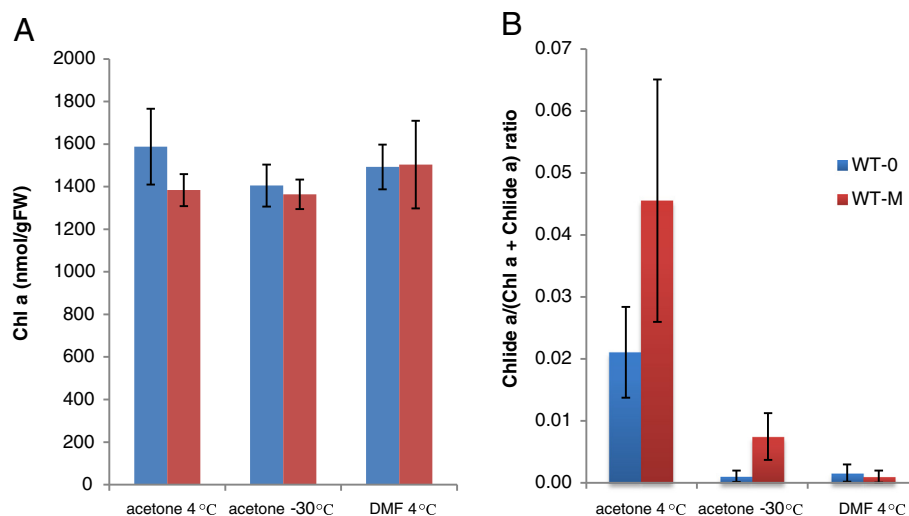 A
Chl a (nmol/gFW)
2000
1800
1600
1400
1200
1000
800
600
400
200
0
acetone 4 °C
acetone -30°C
DMF 4°C
B
Chlide a/(Chl a + Chlide a) ratio
0.07
0.06
0.05
0.04
0.03
0.02
0.01
0.00
acetone 4 °C
acetone -30°C
DMF 4°C
WT-0
WT-M